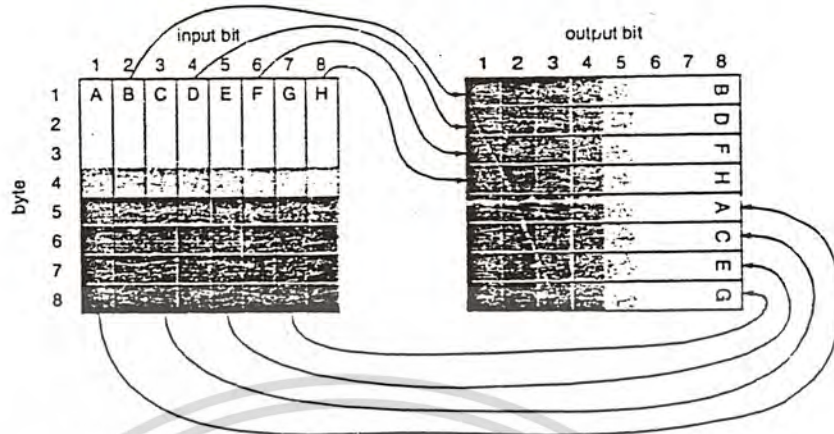 input bit
output bit
1 2 3 4 5 6 7 8
1 2 3 4 5 6 7 8
byte
1
2
3
4
5
6
7
8
A B C D E F G H
B
D
F
H
A
C
E
G